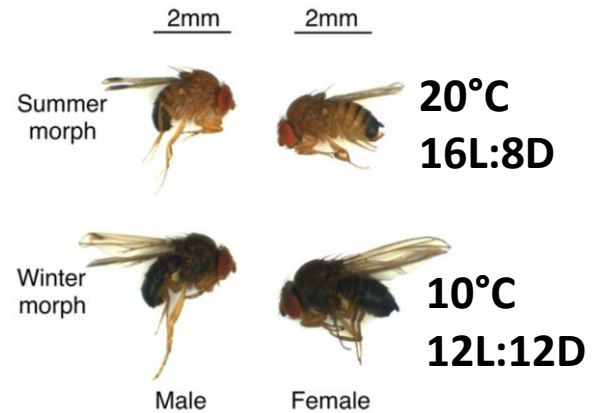 2mm 2mm
Summer
morph
20°C
16L:8D
Winter
morph
10°C
12L:12D
Male Female